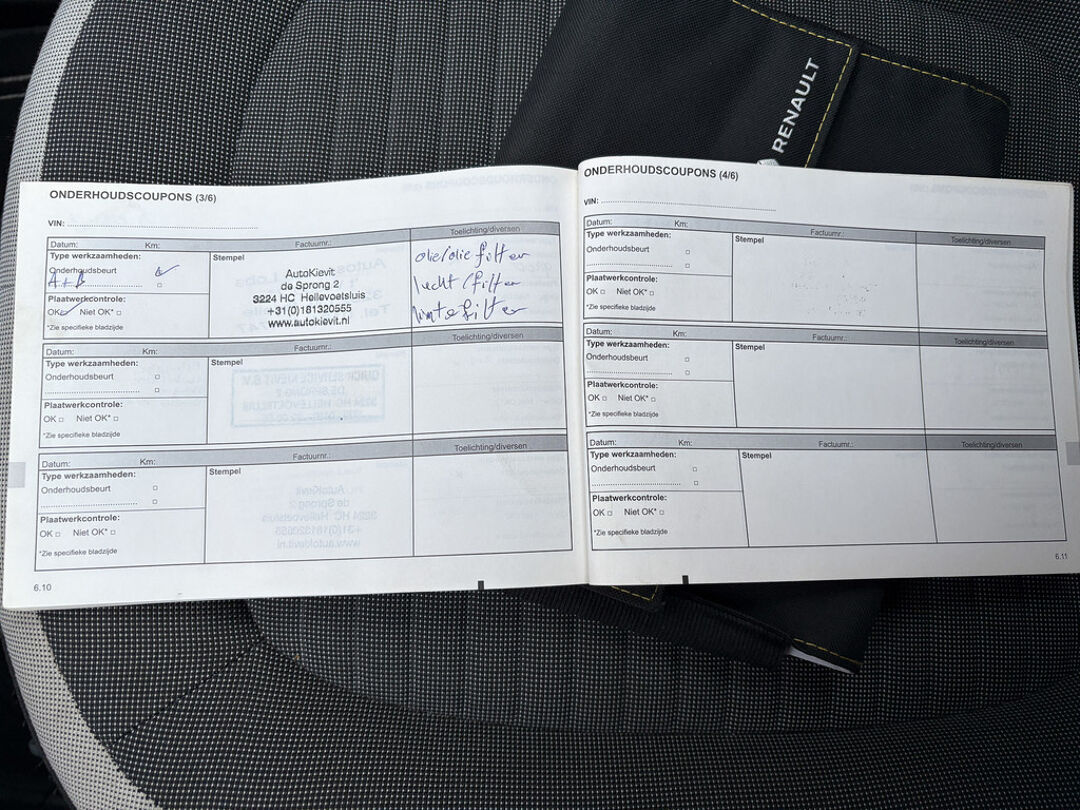 RENAULT
ONDERHOUDSCOUPONS (3/6)
VIN:
Datum: Km: Factuurnr.: Toelichting/diversen
Type werkzaamheden: Stempel
Onderhoudsbeurt
A+B
Plaatwerkcontrole:
OK Niet OK*
*Zie specifieke bladzijde
AutoKievit
de Sprong 2
3224 HC Hellevoetsluis
+31(0)181320555
www.autokievit.nl
olie/olie filter
lucht/filter
Datum: Km: Factuurnr.: Toelichting/diversen
Type werkzaamheden: Stempel
Onderhoudsbeurt
Plaatwerkcontrole:
OK Niet OK*
*Zie specifieke bladzijde
Datum: Km: Factuurnr.: Toelichting/diversen
Type werkzaamheden: Stempel
Onderhoudsbeurt
Plaatwerkcontrole:
OK Niet OK*
*Zie specifieke bladzijde
6.10
ONDERHOUDSCOUPONS (4/6)
VIN:
Datum: Km: Factuurnr.: Toelichting/diversen
Type werkzaamheden: Stempel
Onderhoudsbeurt
Plaatwerkcontrole:
OK Niet OK*
*Zie specifieke bladzijde
Datum: Km: Factuurnr.: Toelichting/diversen
Type werkzaamheden: Stempel
Onderhoudsbeurt
Plaatwerkcontrole:
OK Niet OK*
*Zie specifieke bladzijde
Datum: Km: Factuurnr.: Toelichting/diversen
Type werkzaamheden: Stempel
Onderhoudsbeurt
Plaatwerkcontrole:
OK Niet OK*
*Zie specifieke bladzijde
6.11